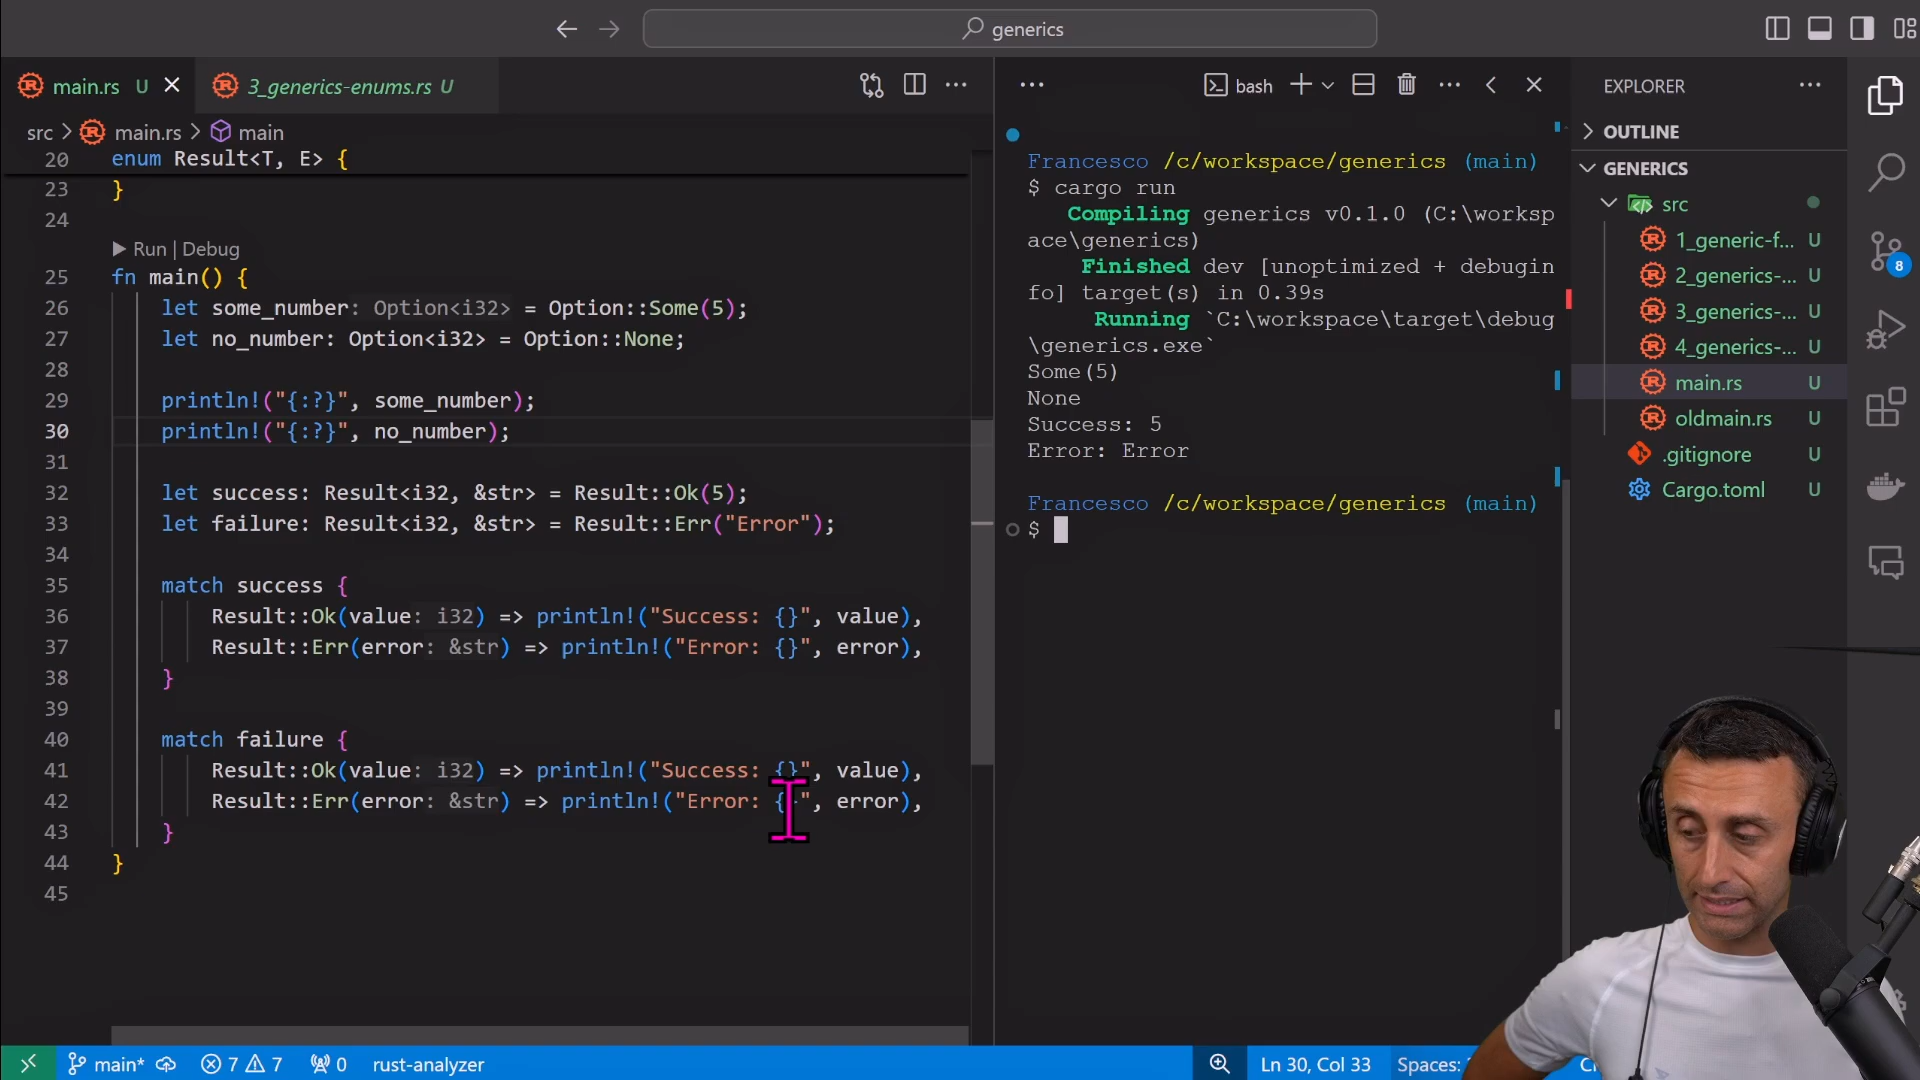 generics
main.rs U
3_generics-enums.rs U
src > main.rs > main
20 enum Result<T, E> {
23 }
24
Run | Debug
25 fn main() {
26 let some_number: Option<i32> = Option::Some(5);
27 let no_number: Option<i32> = Option::None;
28
29 println!("{:?}", some_number);
30 println!("{:?}", no_number);
31
32 let success: Result<i32, &str> = Result::Ok(5);
33 let failure: Result<i32, &str> = Result::Err("Error");
34
35 match success {
36 Result::Ok(value: i32) => println!("Success: {}", value),
37 Result::Err(error: &str) => println!("Error: {}", error),
38 }
39
40 match failure {
41 Result::Ok(value: i32) => println!("Success: {}", value),
42 Result::Err(error: &str) => println!("Error: {}", error),
43 }
44 }
45
bash
Francesco /c/workspace/generics (main)
$ cargo run
Compiling generics v0.1.0 (C:\worksp
ace\generics)
Finished dev [unoptimized + debugin
fo] target(s) in 0.39s
Running `C:\workspace\target\debug
\generics.exe`
Some(5)
None
Success: 5
Error: Error
Francesco /c/workspace/generics (main)
$
EXPLORER
OUTLINE
GENERICS
src
1_generic-f... U
2_generics-... U
3_generics-... U
4_generics-... U
main.rs U
oldmain.rs U
.gitignore U
Cargo.toml U
8
main* 7 7 0 rust-analyzer
Ln 30, Col 33 Spaces: